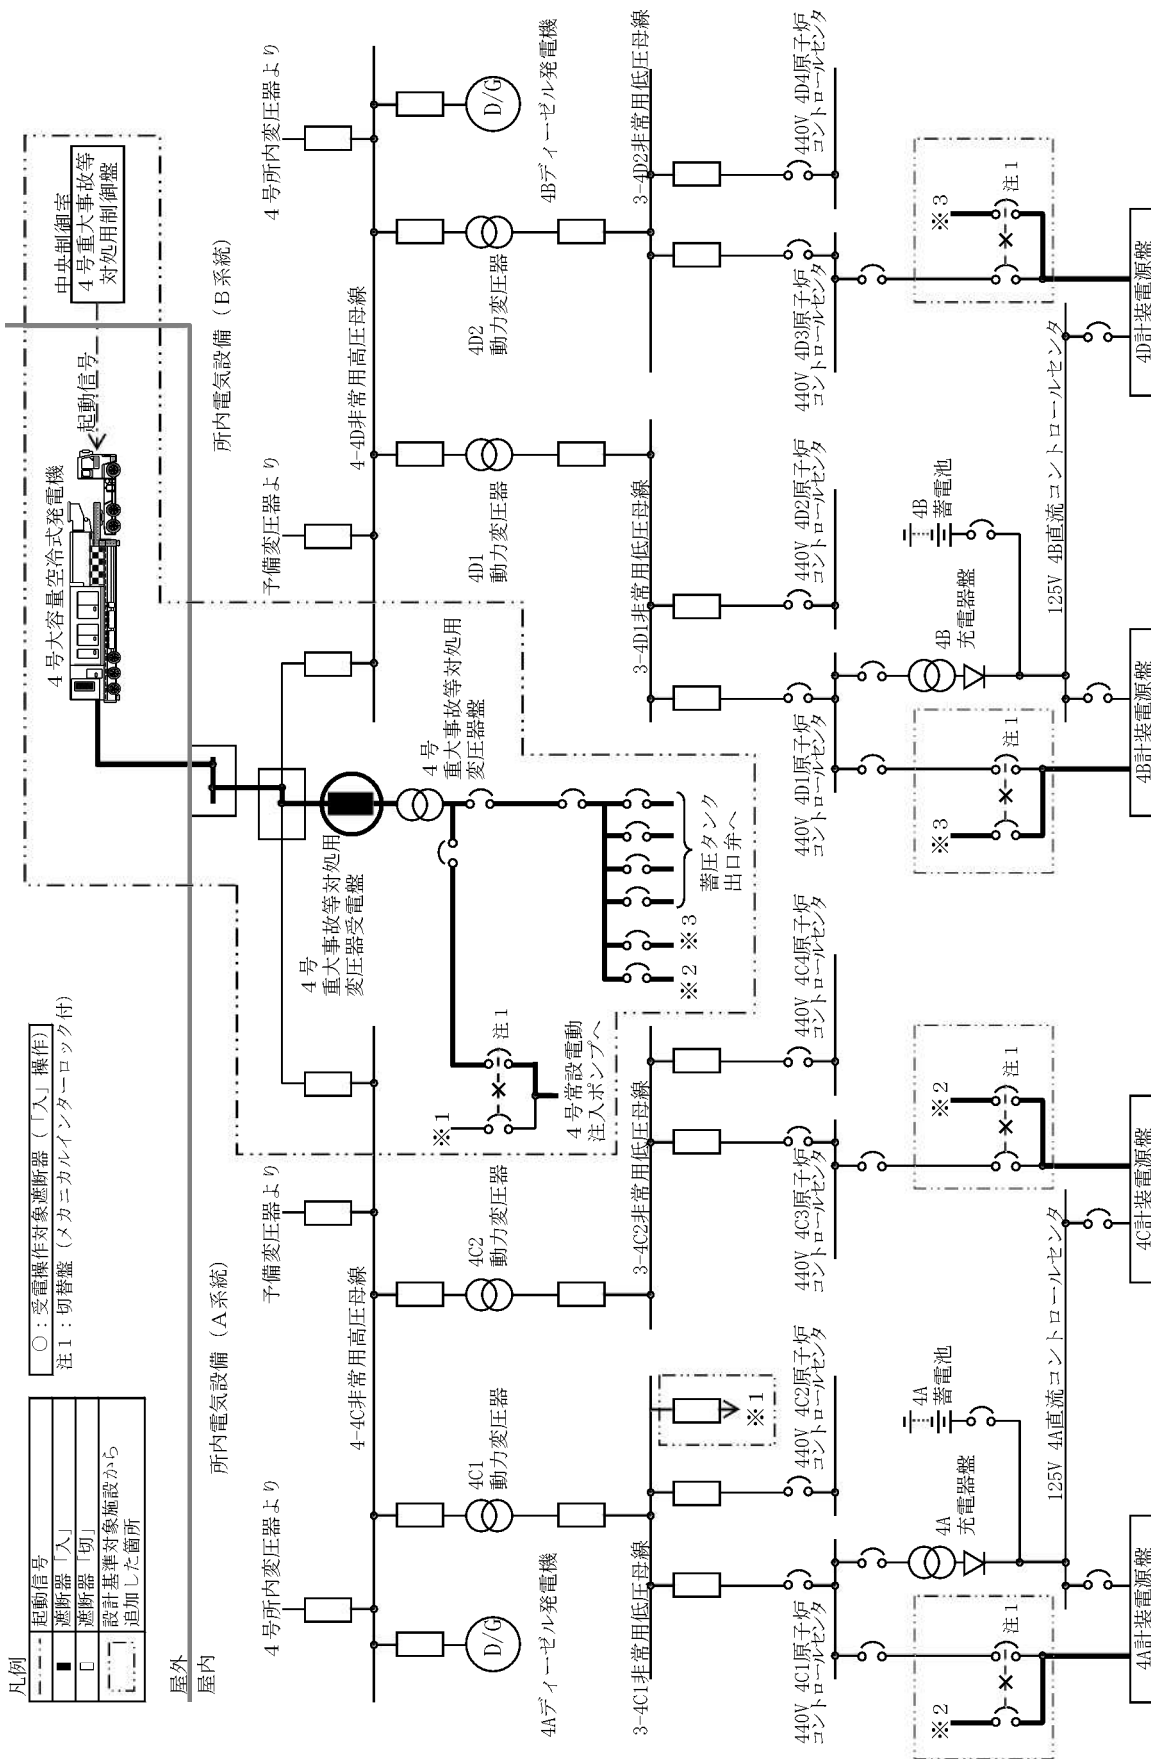 凡例
起動信号
遮断器「入」
遮断器「切」
設計基準対象施設から
追加した箇所
○：受電操作対象遮断器（「入」操作）
注１：切替盤（メカニカルインターロック付）
屋外
屋内
中央制御室
４号重大事故等
対処用制御盤
起動信号
４号大容量空冷式発電機
所内電気設備（Ａ系統）
所内電気設備（Ｂ系統）
４号所内変圧器より
予備変圧器より
予備変圧器より
４号所内変圧器より
4-4C非常用高圧母線
4-4D非常用高圧母線
４号
重大事故等対処用
変圧器受電盤
４号
重大事故等対処用
変圧器盤
D/G
4Aディーゼル発電機
4C1
動力変圧器
4C2
動力変圧器
4D1
動力変圧器
4D2
動力変圧器
D/G
4Bディーゼル発電機
※1
注1
４号常設電動
注入ポンプへ
※2
※3
蓄圧タンク
出口弁へ
3-4C1非常用低圧母線
3-4C2非常用低圧母線
3-4D1非常用低圧母線
3-4D2非常用低圧母線
※1
440V 4C1原子炉
コントロールセンタ
440V 4C2原子炉
コントロールセンタ
440V 4C3原子炉
コントロールセンタ
440V 4C4原子炉
コントロールセンタ
440V 4D1原子炉
コントロールセンタ
440V 4D2原子炉
コントロールセンタ
440V 4D3原子炉
コントロールセンタ
440V 4D4原子炉
コントロールセンタ
※2
注1
4A
充電器盤
4A
蓄電池
※2
注1
※3
注1
4B
充電器盤
4B
蓄電池
※3
注1
125V 4A直流コントロールセンタ
125V 4B直流コントロールセンタ
4A計装電源盤
4C計装電源盤
4B計装電源盤
4D計装電源盤